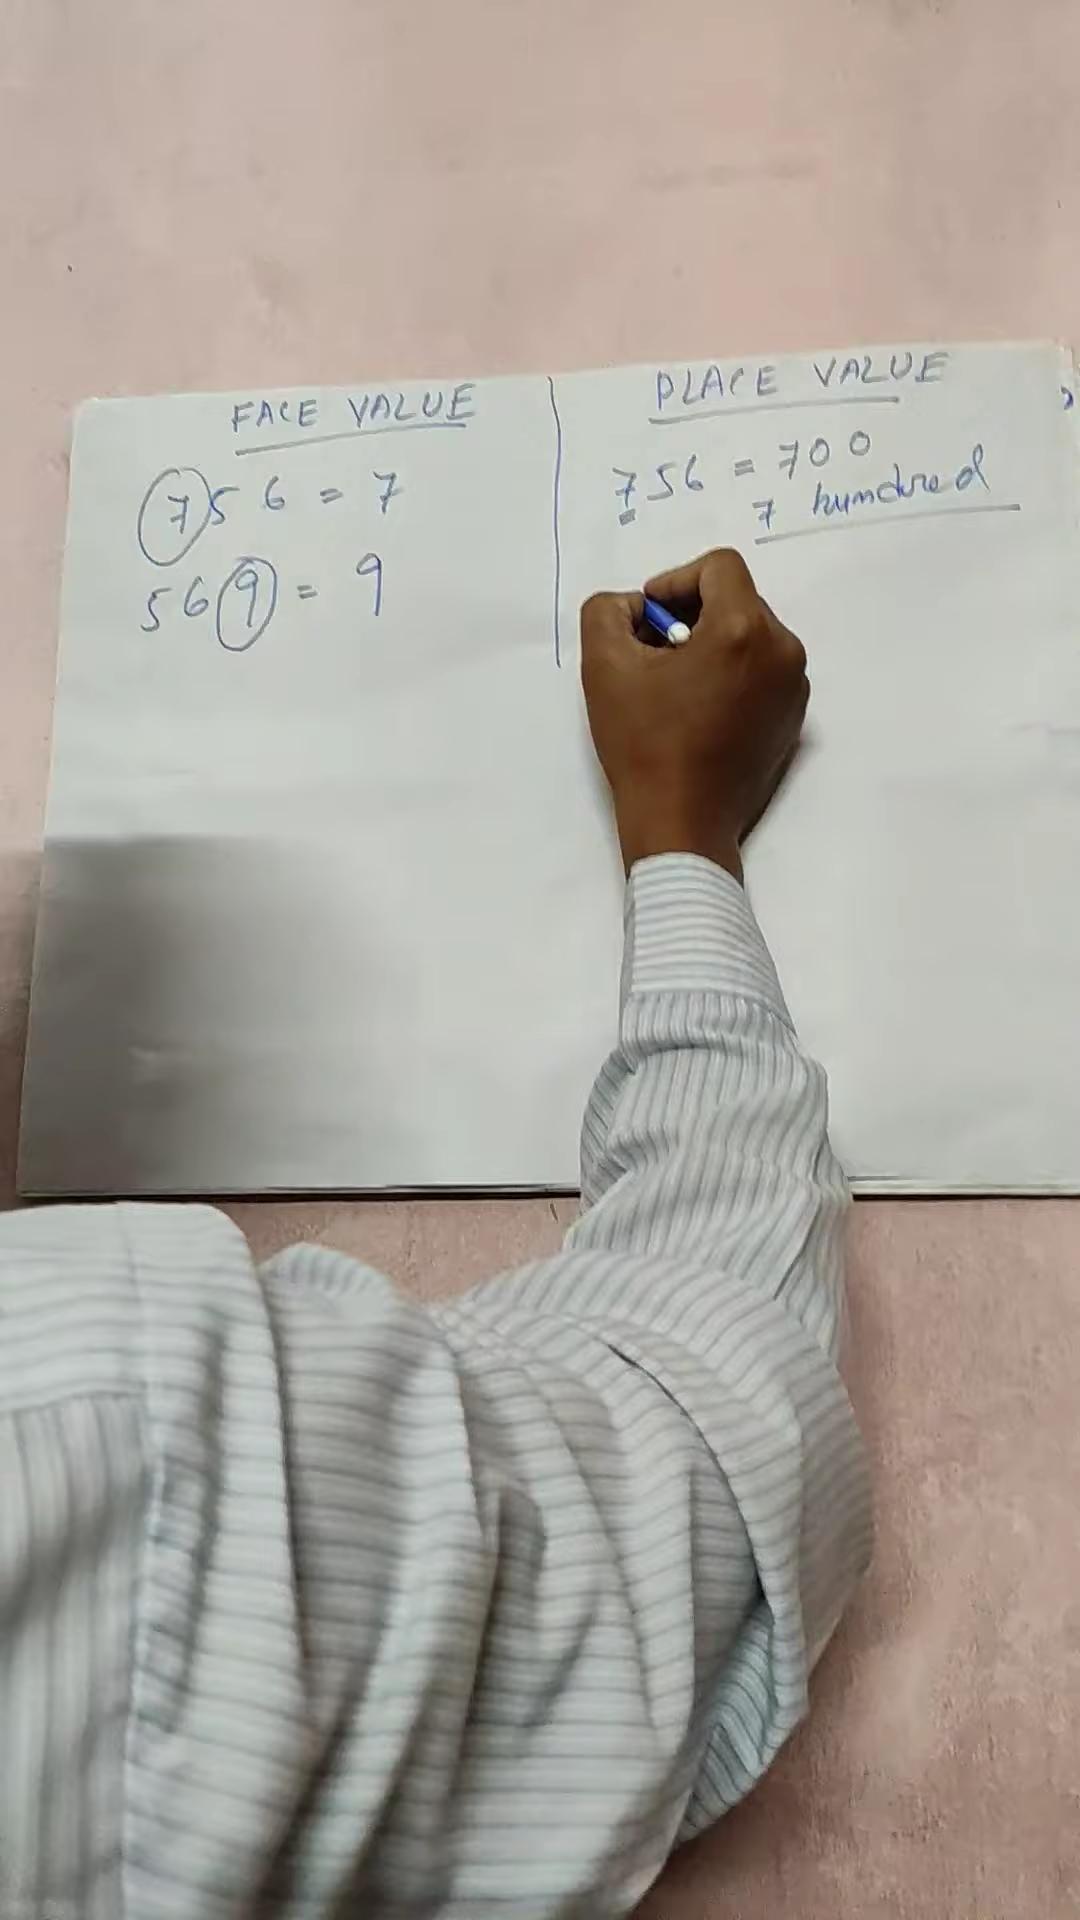 FACE VALUE
756 = 7
569 = 9
PLACE VALUE
756 = 700
7 hundred